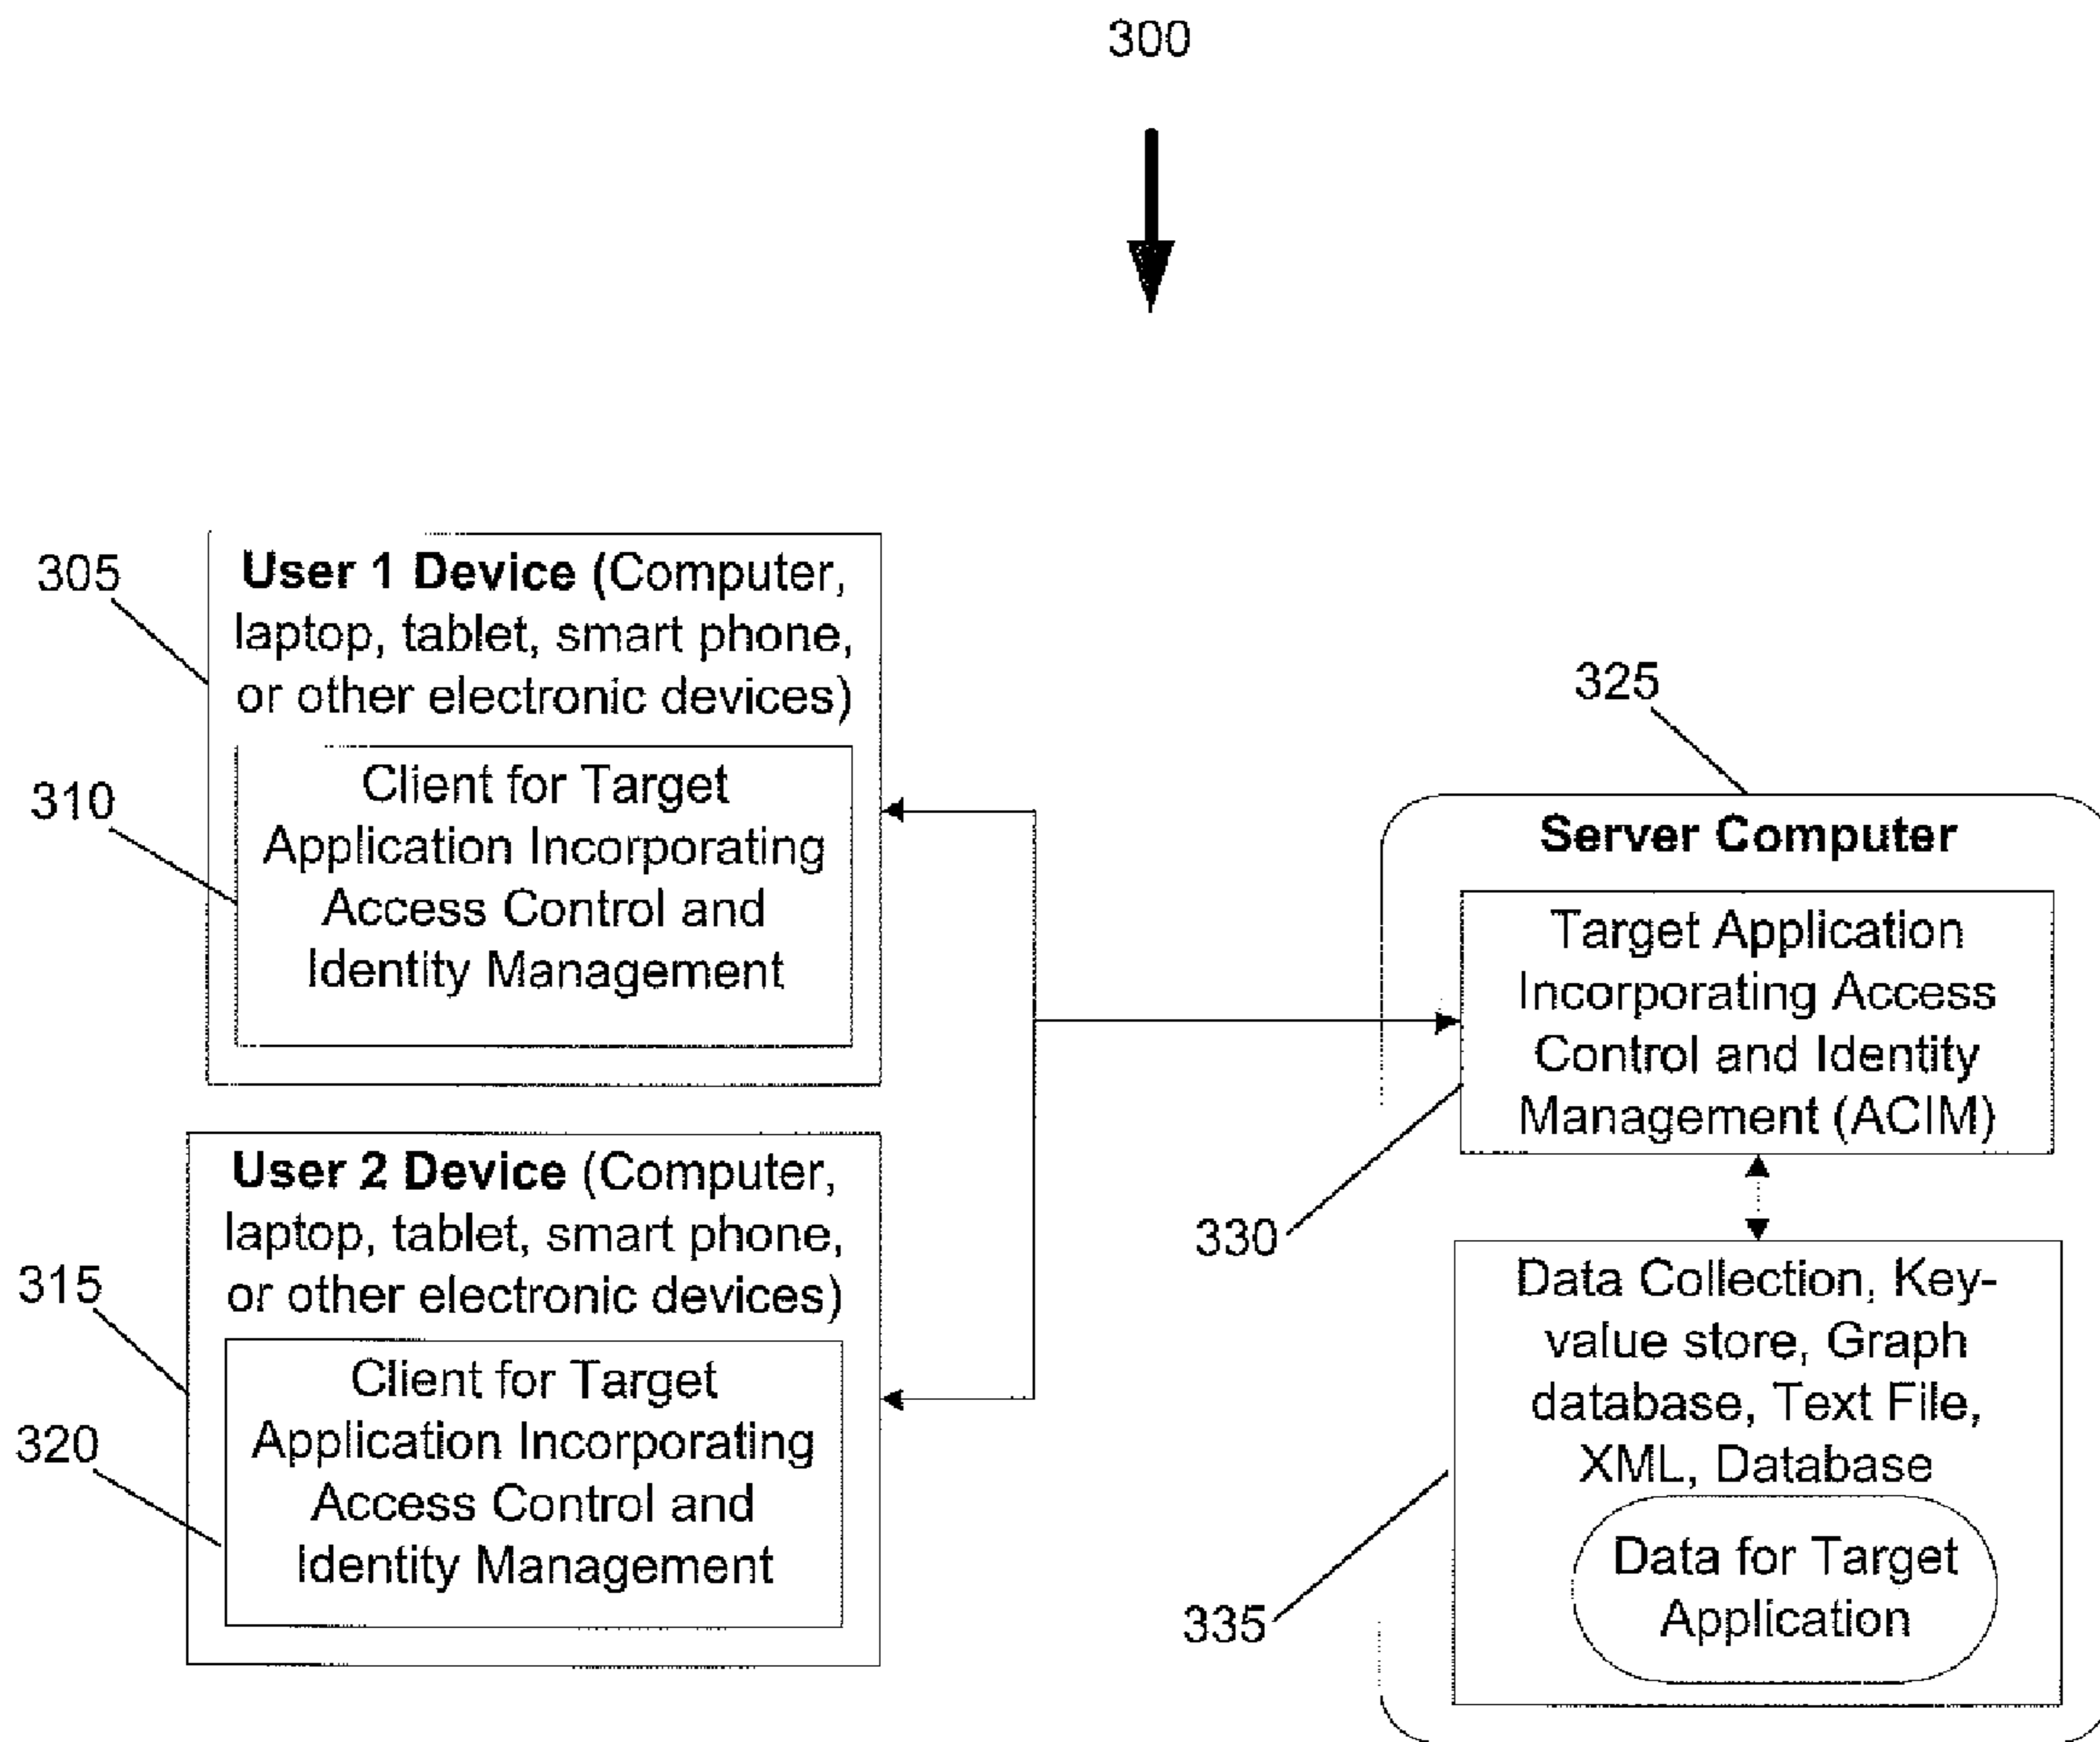 300
305
User 1 Device (Computer,
laptop, tablet, smart phone,
or other electronic devices)
310
Client for Target
Application Incorporating
Access Control and
Identity Management
315
User 2 Device (Computer,
laptop, tablet, smart phone,
or other electronic devices)
320
Client for Target
Application Incorporating
Access Control and
Identity Management
325
Server Computer
330
Target Application
Incorporating Access
Control and Identity
Management (ACIM)
335
Data Collection, Key-
value store, Graph
database, Text File,
XML, Database
Data for Target
Application